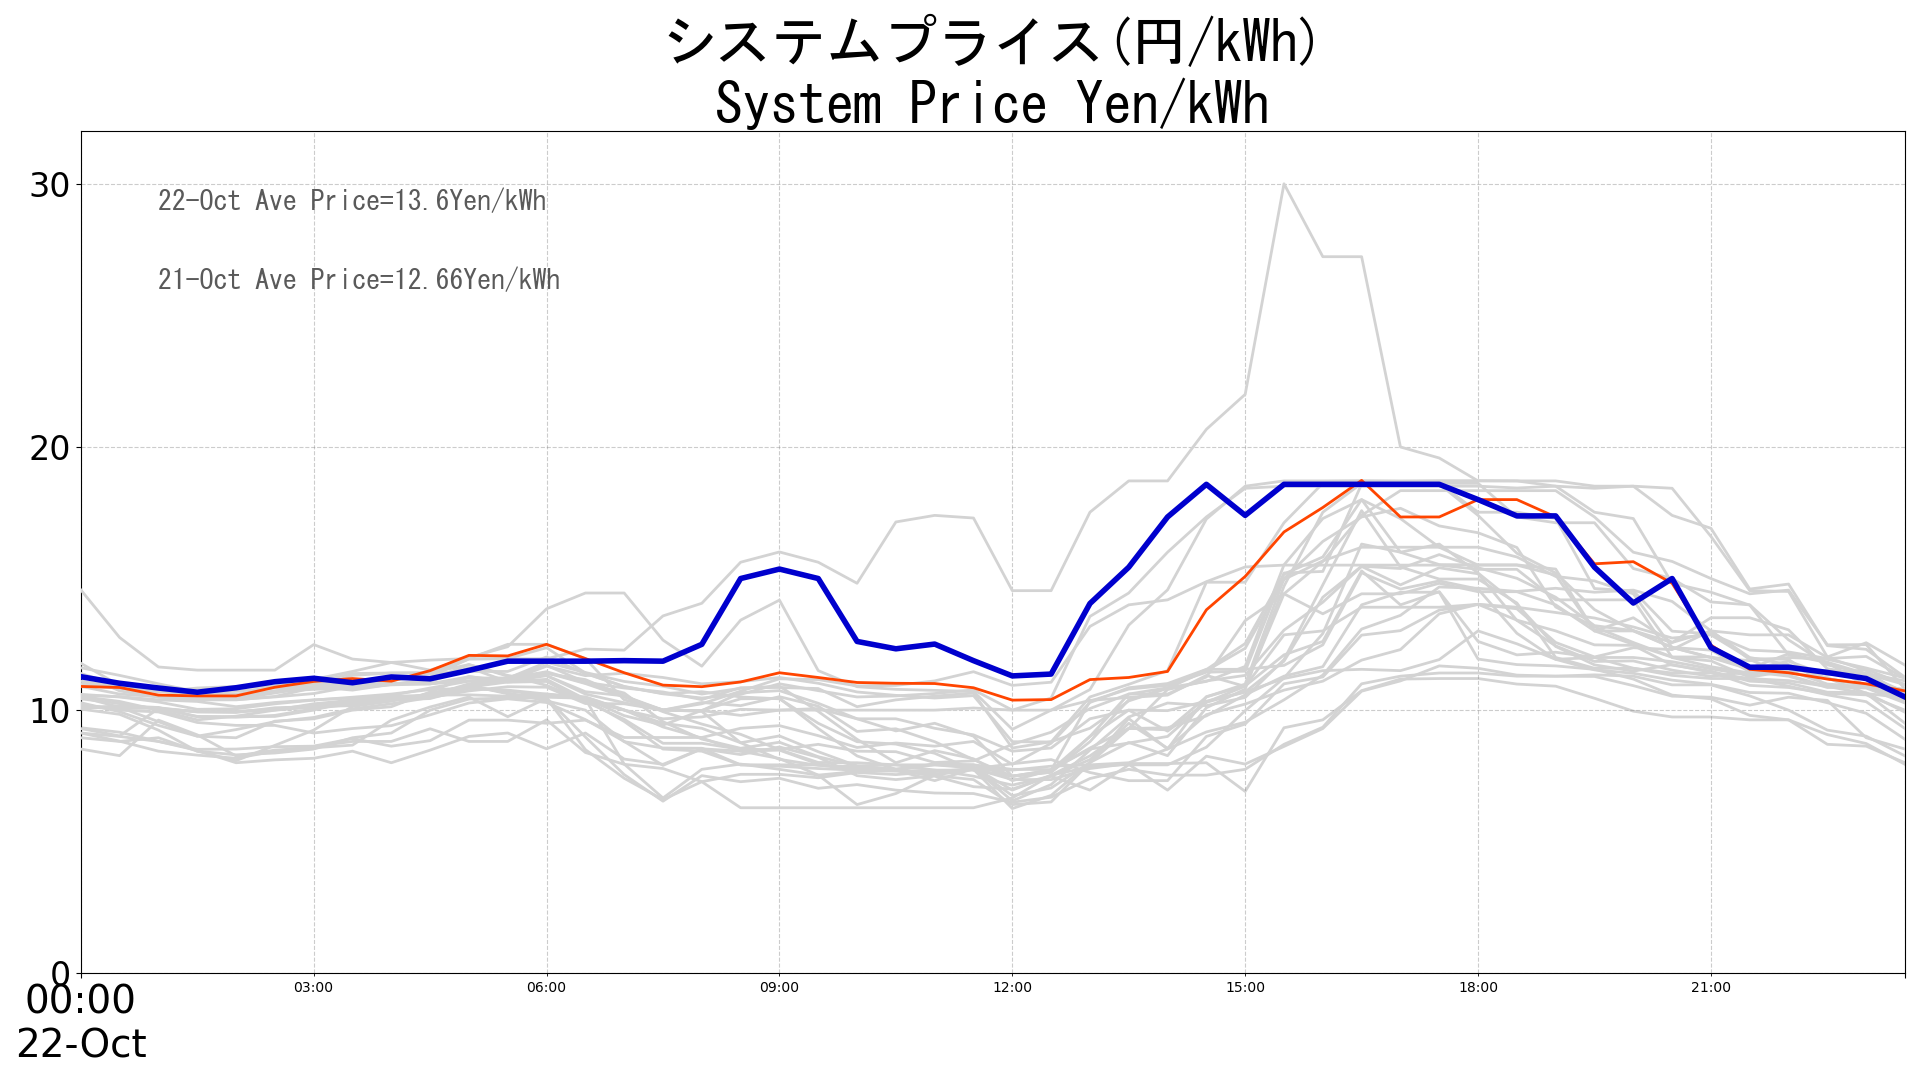 システムプライス(円/kWh)
System Price Yen/kWh
30
22-Oct Ave Price=13.6Yen/kWh
21-Oct Ave Price=12.66Yen/kWh
20
10
0
00:00 03:00 06:00 09:00 12:00 15:00 18:00 21:00
22-Oct